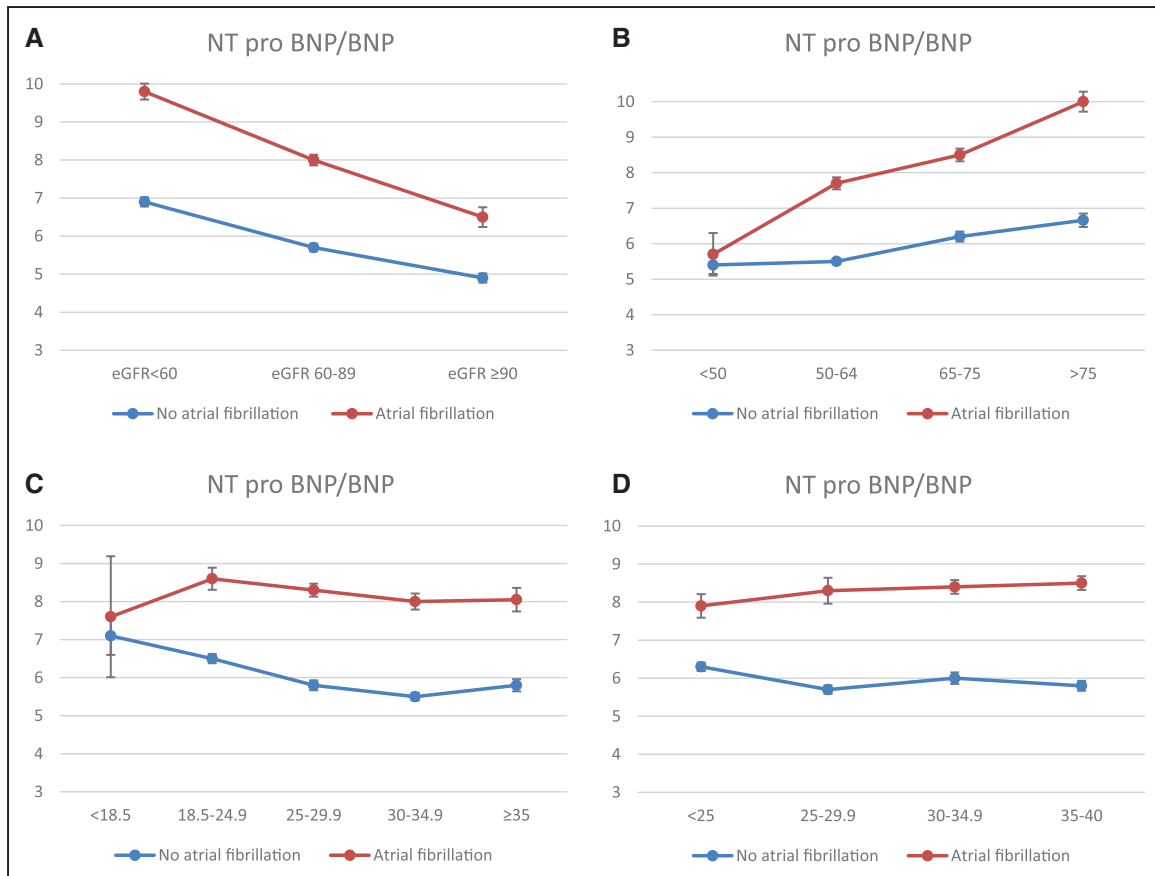 A
NT pro BNP/BNP
10
9
8
7
6
5
4
3
eGFR<60 eGFR 60-89 eGFR ≥90
No atrial fibrillation Atrial fibrillation
B
NT pro BNP/BNP
10
9
8
7
6
5
4
3
<50 50-64 65-75 >75
No atrial fibrillation Atrial fibrillation
C
NT pro BNP/BNP
10
9
8
7
6
5
4
3
<18.5 18.5-24.9 25-29.9 30-34.9 ≥35
No atrial fibrillation Atrial fibrillation
D
NT pro BNP/BNP
10
9
8
7
6
5
4
3
<25 25-29.9 30-34.9 35-40
No atrial fibrillation Atrial fibrillation